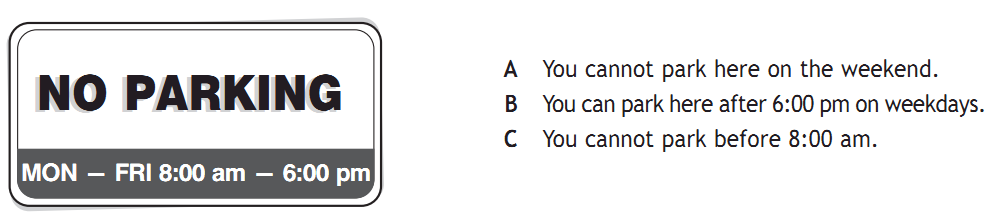 NO PARKING
MON – FRI 8:00 am – 6:00 pm
A You cannot park here on the weekend.
B You can park here after 6:00 pm on weekdays.
C You cannot park before 8:00 am.